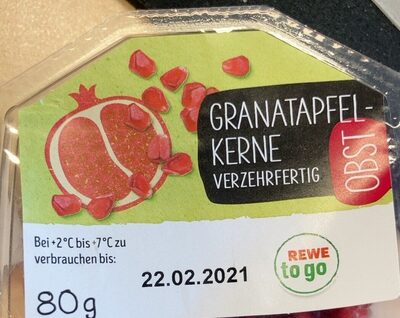 GRANATAPFEL-
KERNE
VERZEHRFERTIG
OBST
Bei +2°C bis +7°C zu
verbrauchen bis:
22.02.2021
REWE
to go
80g